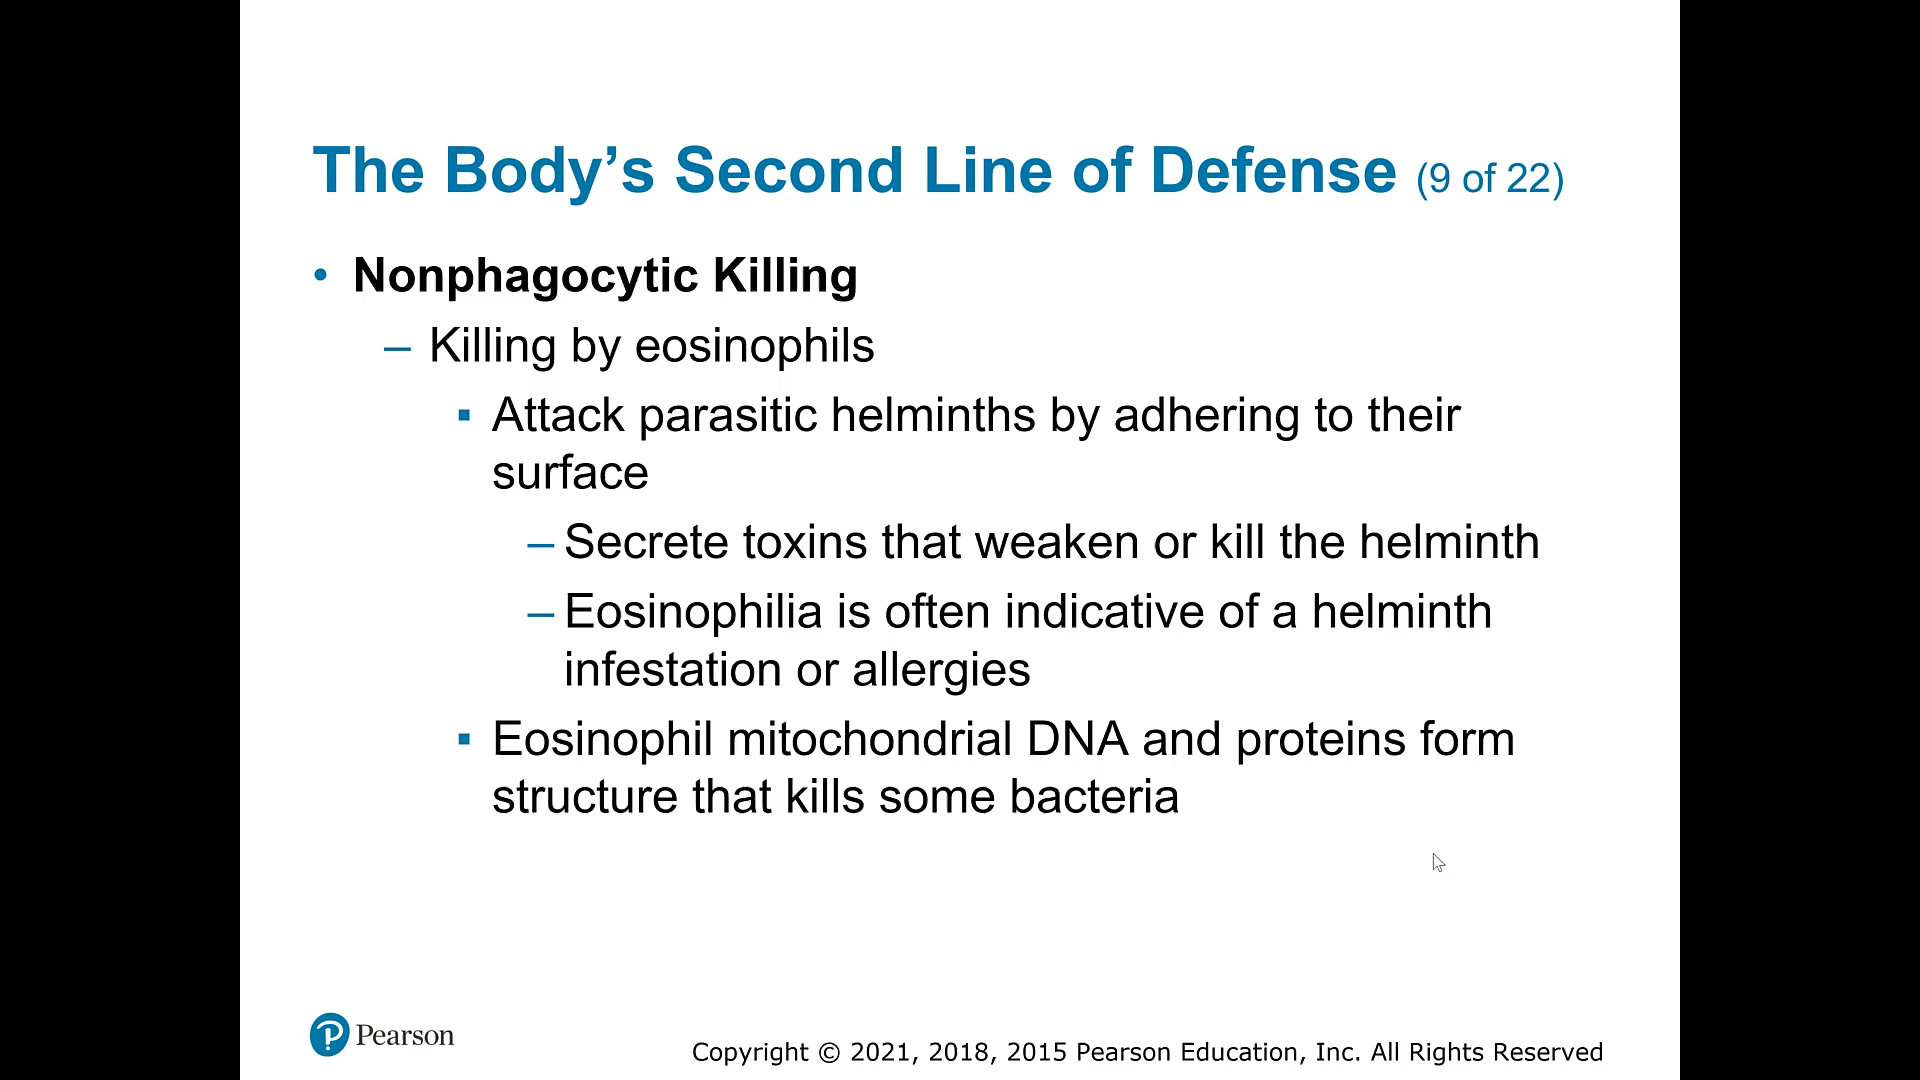 The Body’s Second Line of Defense (9 of 22)
• Nonphagocytic Killing
– Killing by eosinophils
▪ Attack parasitic helminths by adhering to their
surface
– Secrete toxins that weaken or kill the helminth
– Eosinophilia is often indicative of a helminth
infestation or allergies
▪ Eosinophil mitochondrial DNA and proteins form
structure that kills some bacteria
Pearson
Copyright © 2021, 2018, 2015 Pearson Education, Inc. All Rights Reserved